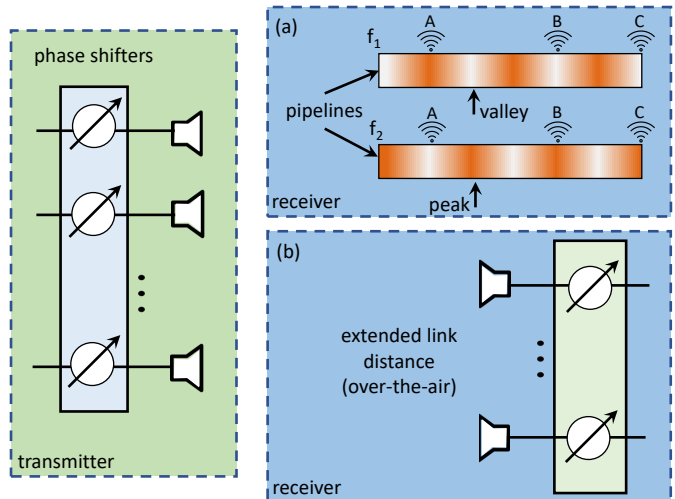 phase shifters
transmitter
(a)
A B C
f1
pipelines
valley
A B C
f2
peak
receiver
(b)
extended link
distance
(over-the-air)
receiver